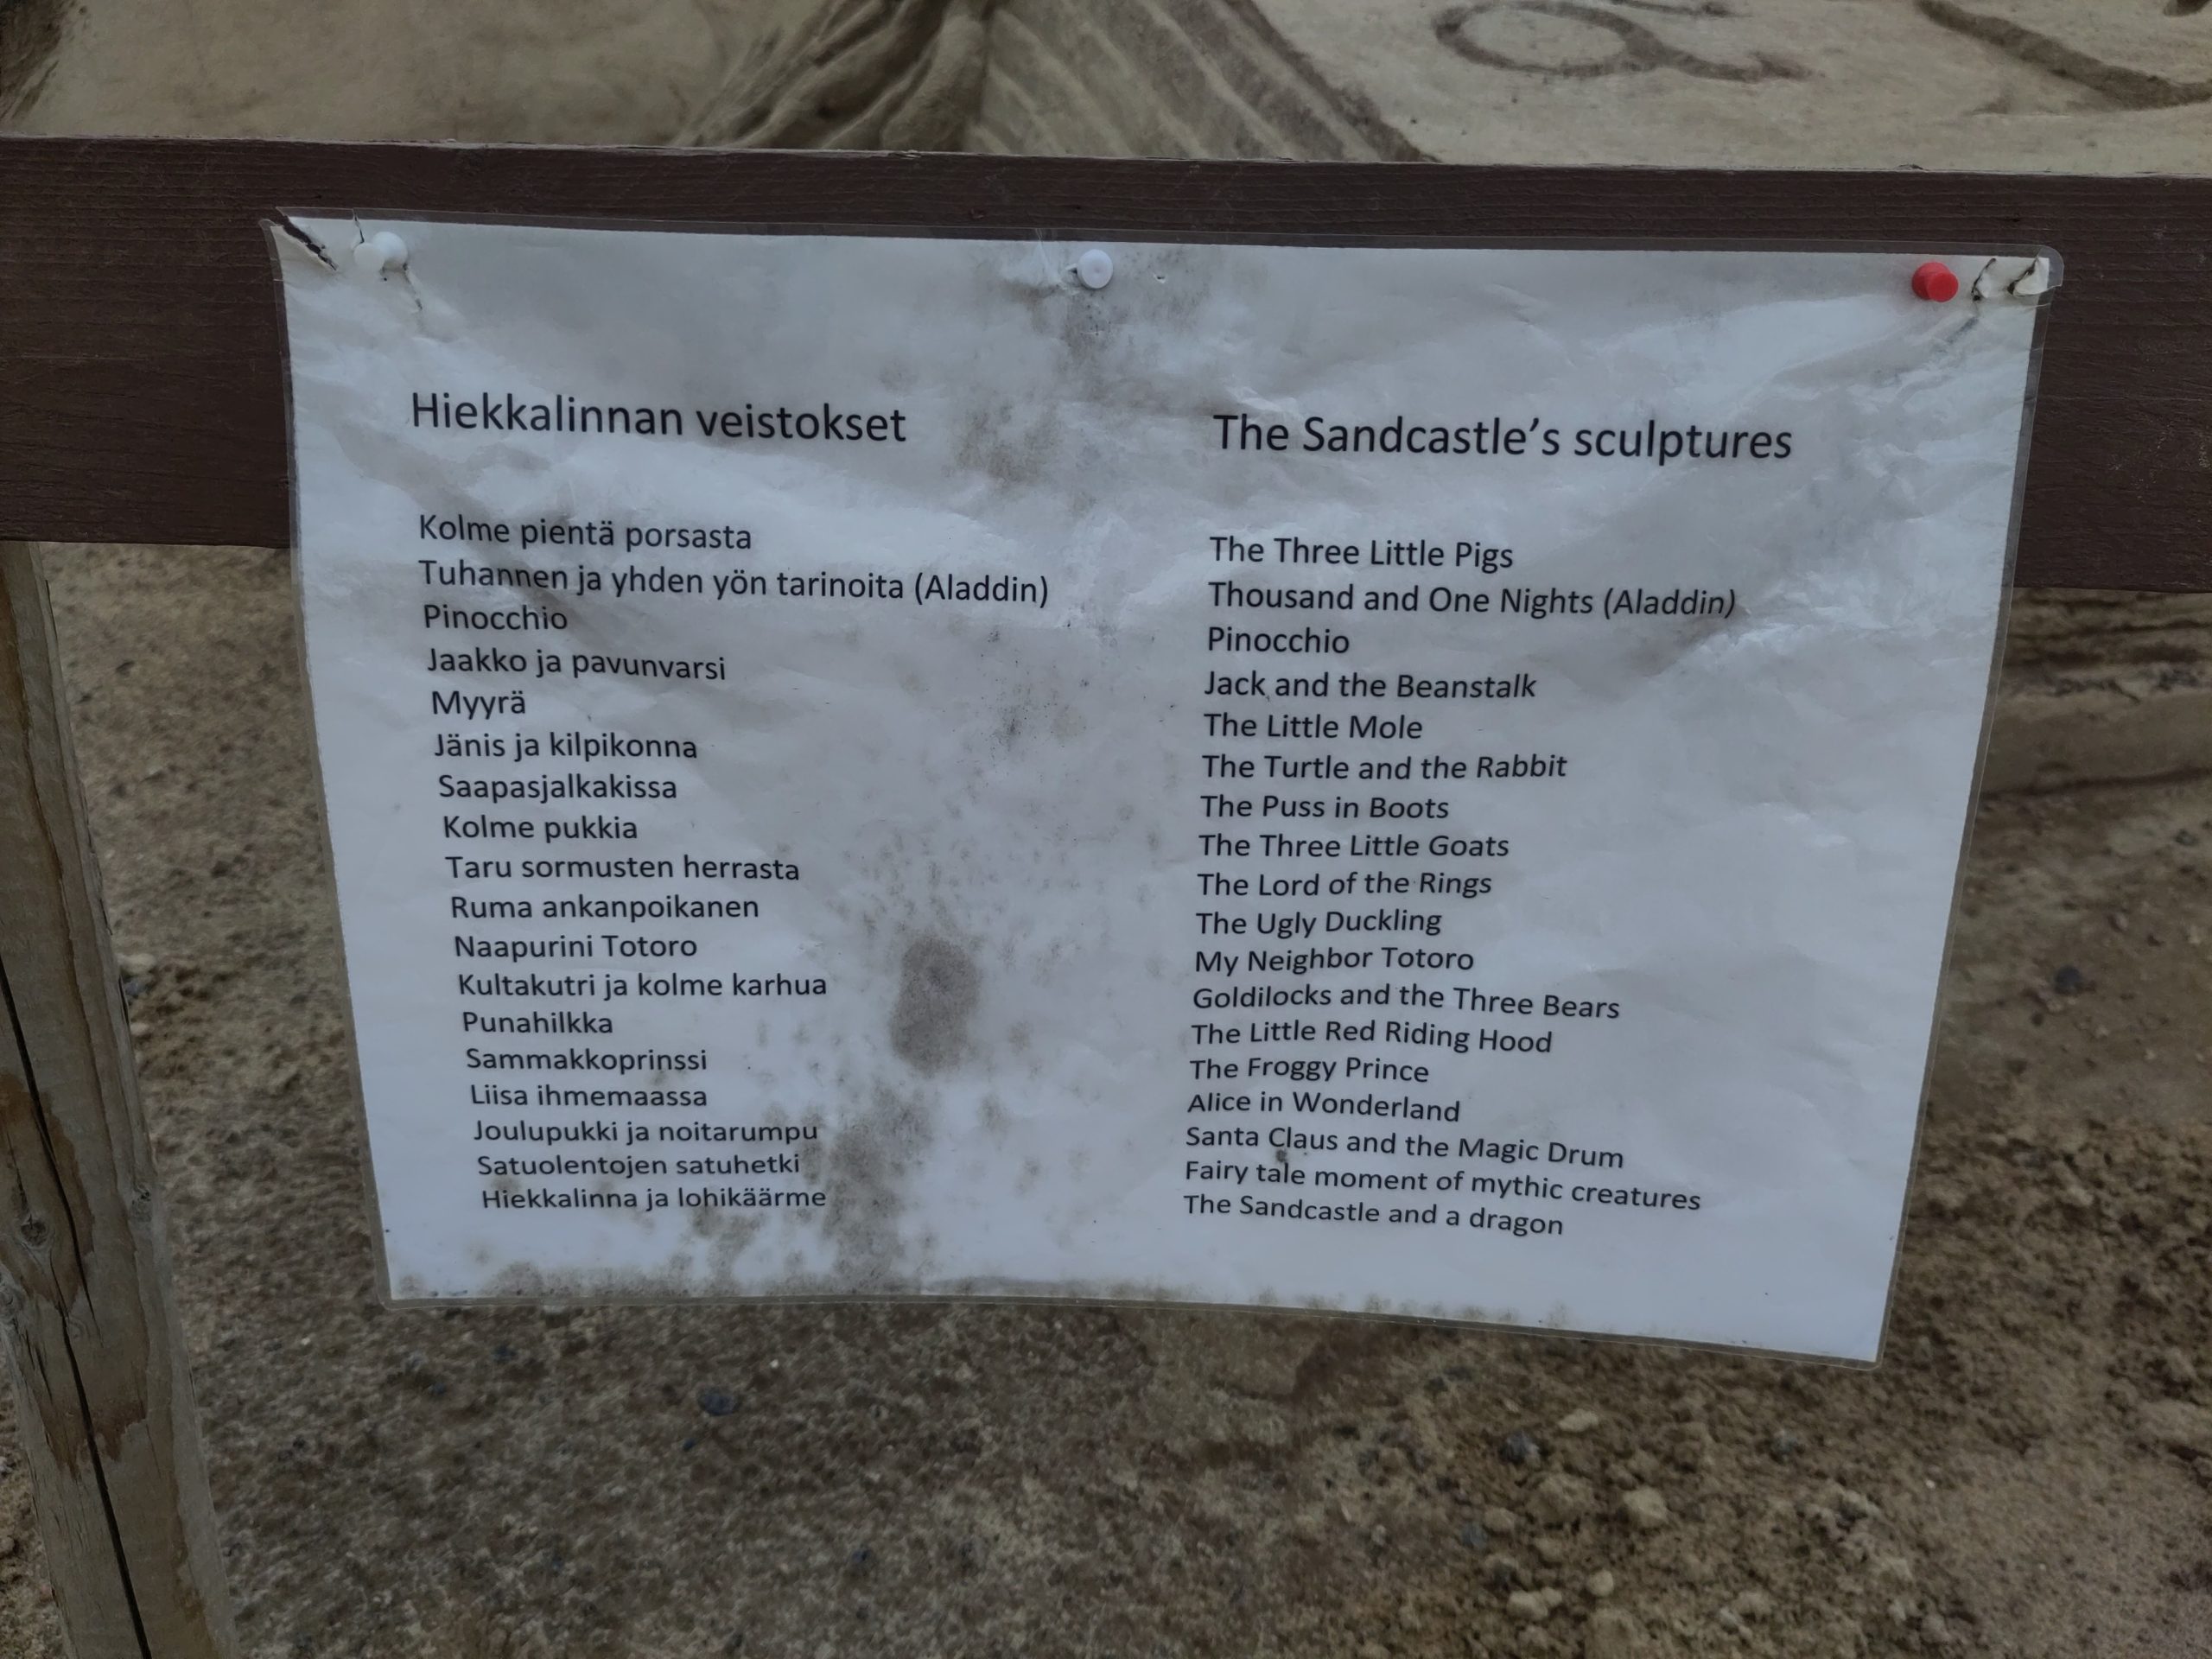 Hiekkalinnan veistokset
Kolme pientä porsasta
Tuhannen ja yhden yön tarinoita (Aladdin)
Pinocchio
Jaakko ja pavunvarsi
Myyrä
Jänis ja kilpikonna
Saapasjalkakissa
Kolme pukkia
Taru sormusten herrasta
Ruma ankanpoikanen
Naapurini Totoro
Kultakutri ja kolme karhua
Punahilkka
Sammakkoprinssi
Liisa ihmemaassa
Joulupukki ja noitarumpu
Satuolentojen satuhetki
Hiekkalinna ja lohikäärme
The Sandcastle's sculptures
The Three Little Pigs
Thousand and One Nights (Aladdin)
Pinocchio
Jack and the Beanstalk
The Little Mole
The Turtle and the Rabbit
The Puss in Boots
The Three Little Goats
The Lord of the Rings
The Ugly Duckling
My Neighbor Totoro
Goldilocks and the Three Bears
The Little Red Riding Hood
The Froggy Prince
Alice in Wonderland
Santa Claus and the Magic Drum
Fairy tale moment of mythic creatures
The Sandcastle and a dragon